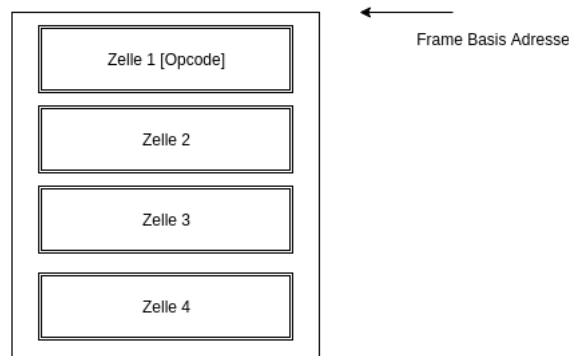 Frame Basis Adresse
Zelle 1 [Opcode]
Zelle 2
Zelle 3
Zelle 4